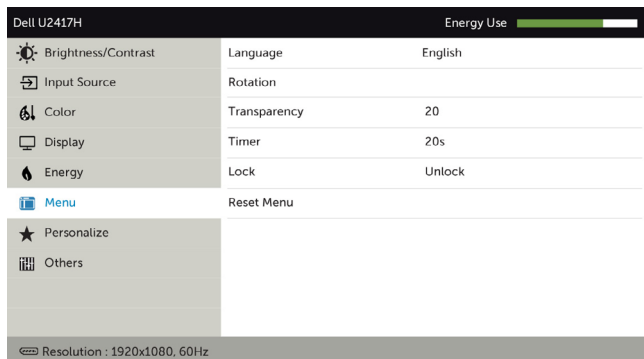 Dell U2417H Energy Use
Brightness/Contrast Language English
Input Source Rotation
Color Transparency 20
Display Timer 20s
Energy Lock Unlock
Menu Reset Menu
Personalize
Others
Resolution : 1920x1080, 60Hz